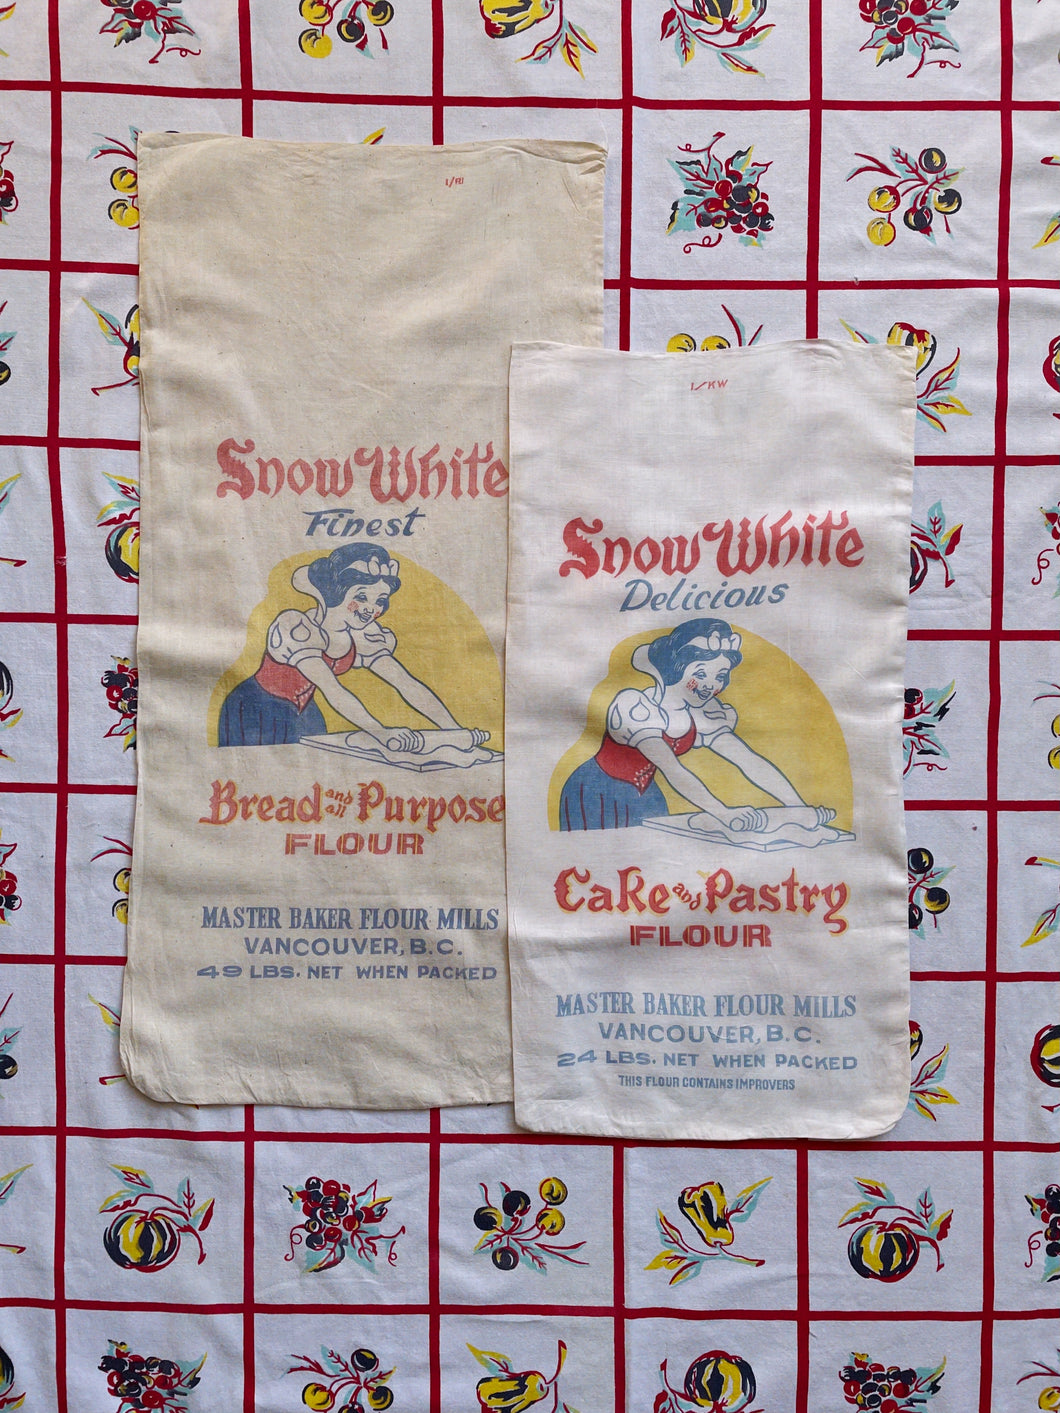 I/RI
Snow White
Finest
Bread and all Purpose
FLOUR
MASTER BAKER FLOUR MILLS
VANCOUVER, B.C.
49 LBS. NET WHEN PACKED
I/KW
Snow White
Delicious
Cake and Pastry
FLOUR
MASTER BAKER FLOUR MILLS
VANCOUVER, B.C.
24 LBS. NET WHEN PACKED
THIS FLOUR CONTAINS IMPROVERS